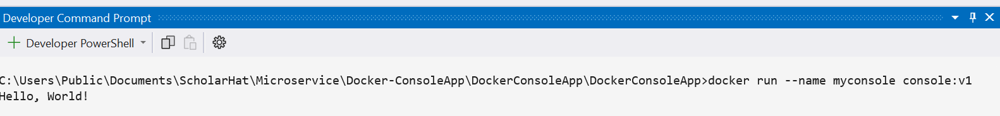 Developer Command Prompt
Developer PowerShell
C:\Users\Public\Documents\ScholarHat\Microservice\Docker-ConsoleApp\DockerConsoleApp\DockerConsoleApp>docker run --name myconsole console:v1
Hello, World!